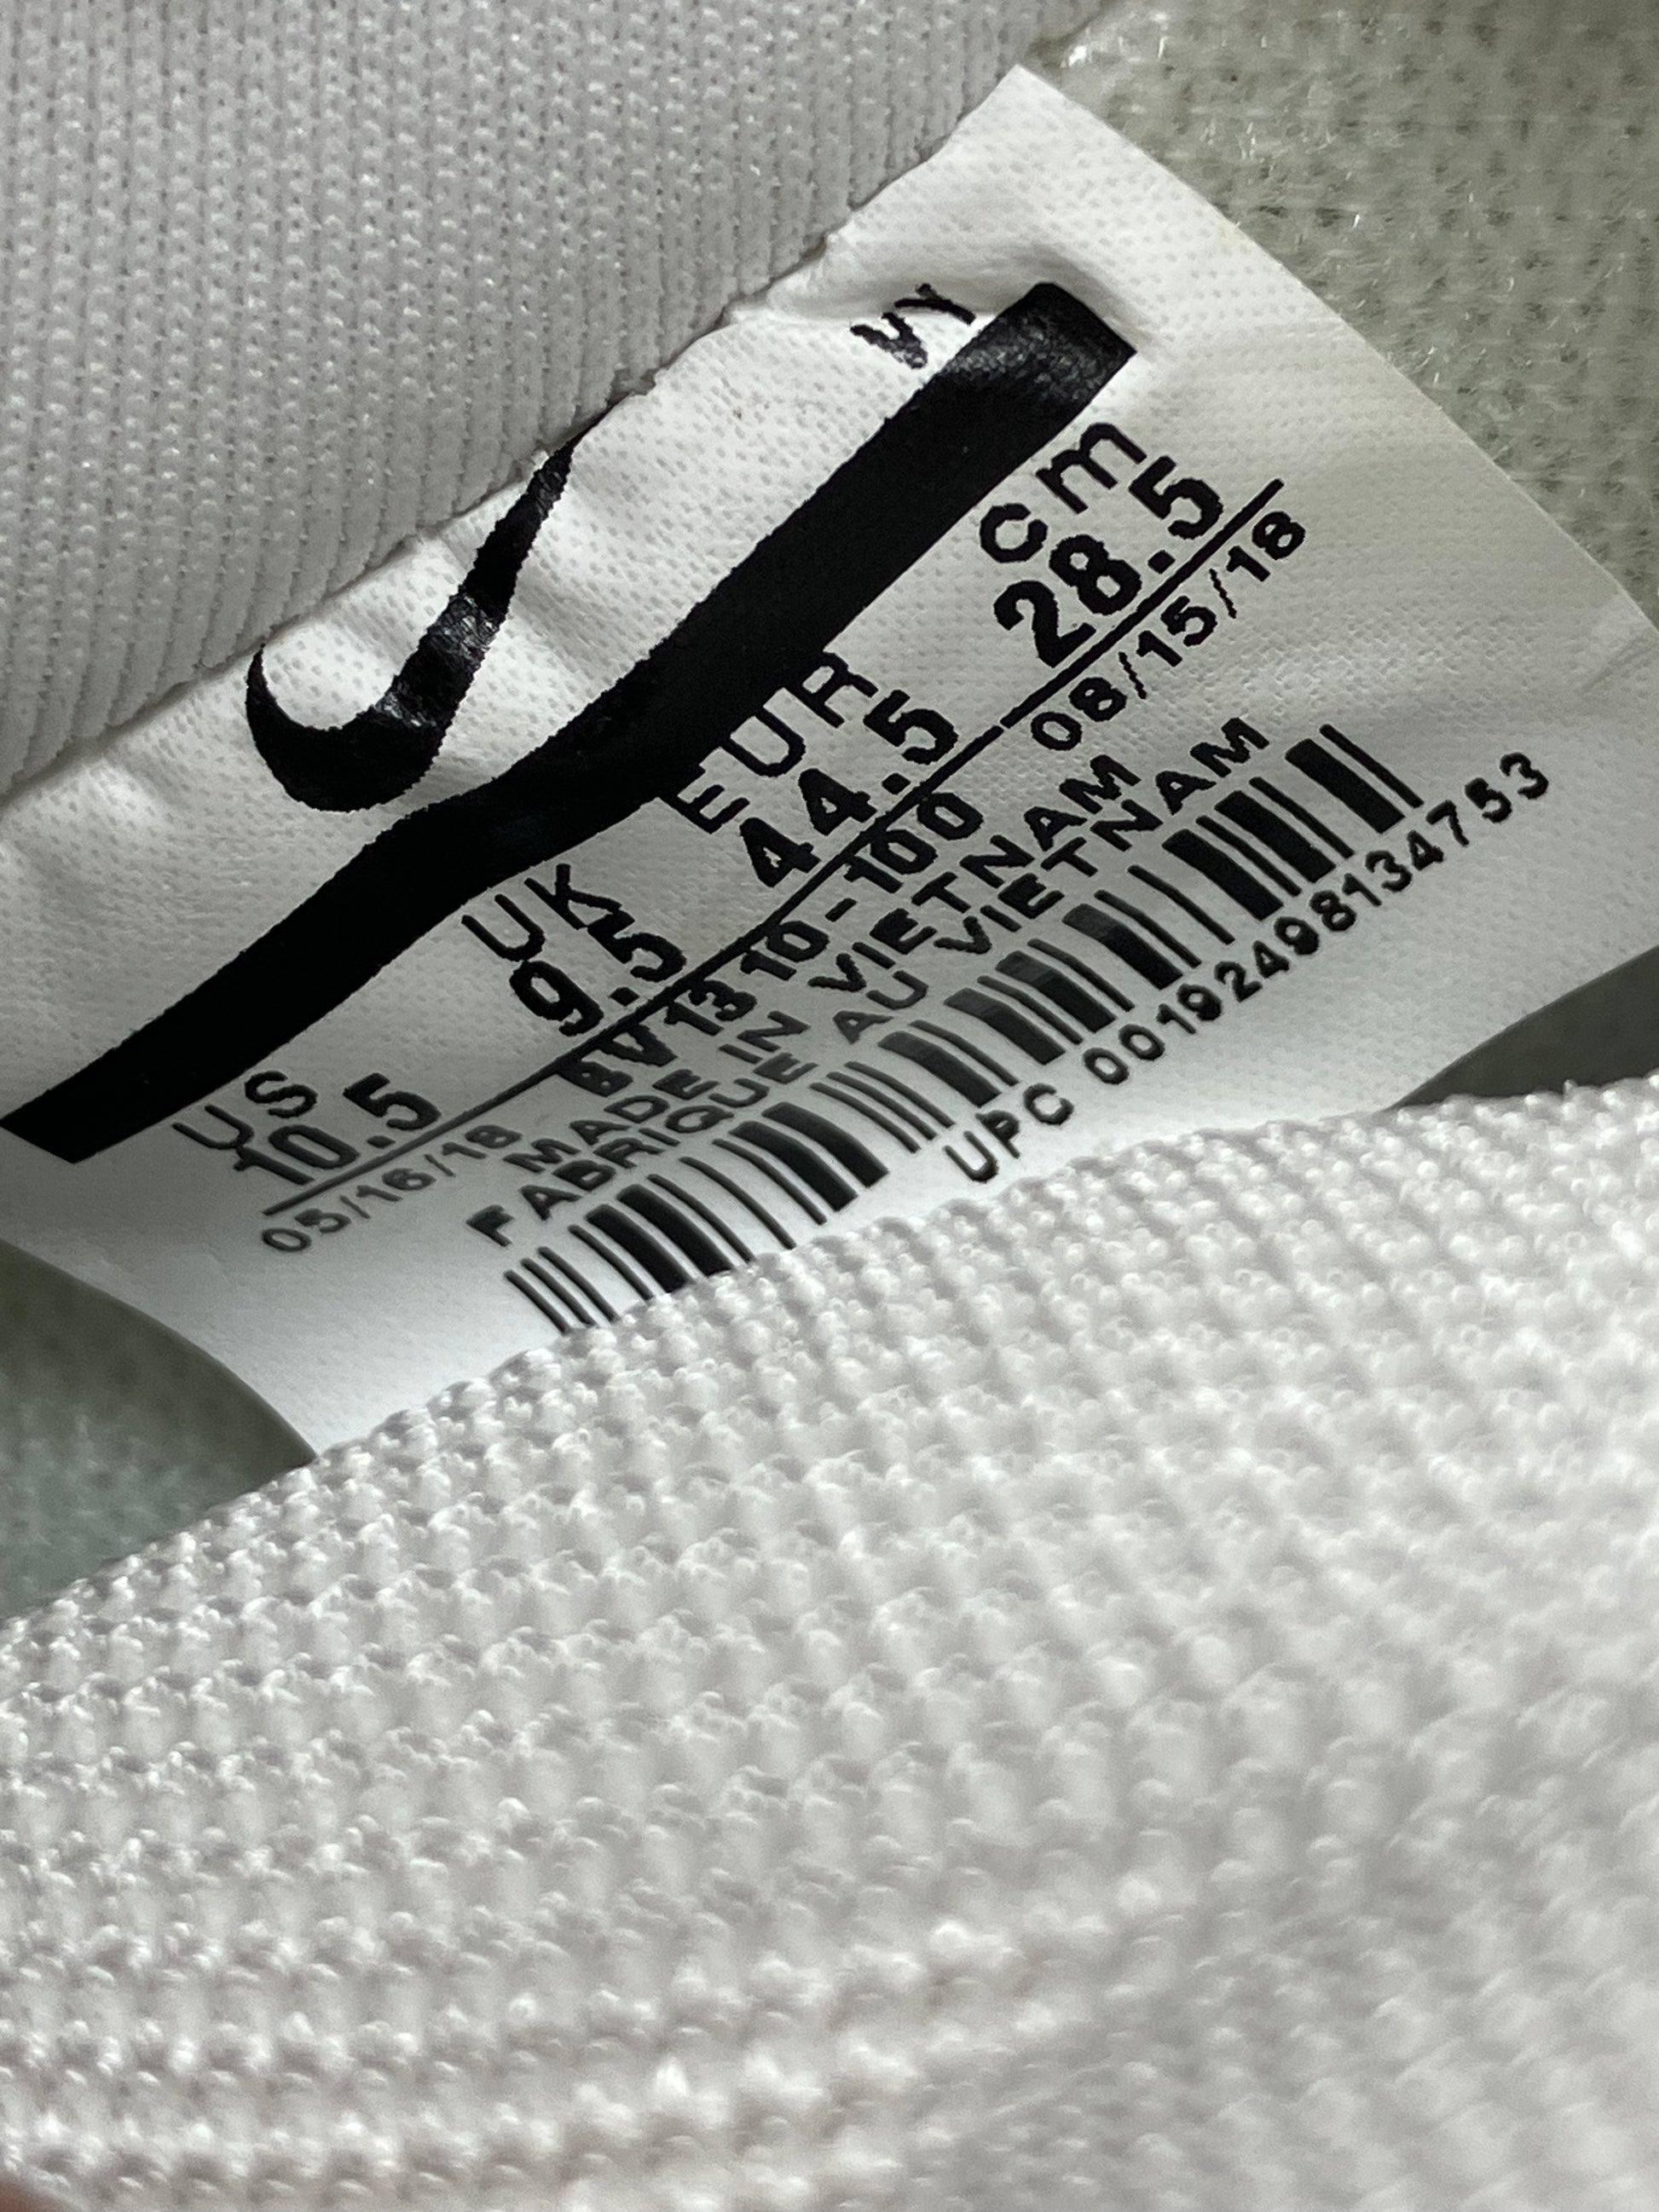 VY
US UK EUR cm
10.5 9.5 44.5 28.5
05/16/18 BV1310-100 08/15/18
MADE IN VIETNAM
FABRIQUE AU VIETNAM
UPC 00192498134753